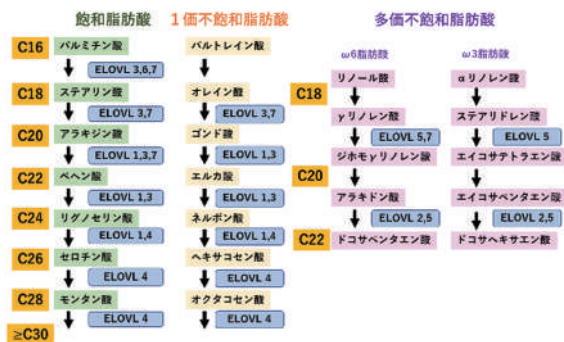 飽和脂肪酸 1価不飽和脂肪酸 多価不飽和脂肪酸
ω6脂肪酸 ω3脂肪酸
C16 パルミチン酸 パルトレイン酸
ELOVL 3,6,7
リノール酸 αリノレン酸
C18 ステアリン酸 オレイン酸 C18
ELOVL 3,7 ELOVL 3,7
γリノレン酸 ステアリドレン酸
C20 アラキジン酸 ゴンド酸
ELOVL 5,7 ELOVL 5
ELOVL 1,3,7 ELOVL 1,3
ジホモγリノレン酸 エイコサテトラエン酸
C22 ベヘン酸 エルカ酸 C20
ELOVL 1,3 ELOVL 1,3
アラキドン酸 エイコサペンタエン酸
C24 リグノセリン酸 ネルボン酸
ELOVL 2,5 ELOVL 2,5
ELOVL 1,4 ELOVL 1,4
C22 ドコサペンタエン酸 ドコサヘキサエン酸
C26 セロチン酸 ヘキサコセン酸
ELOVL 4 ELOVL 4
C28 モンタン酸 オクタコセン酸
ELOVL 4 ELOVL 4
≥C30